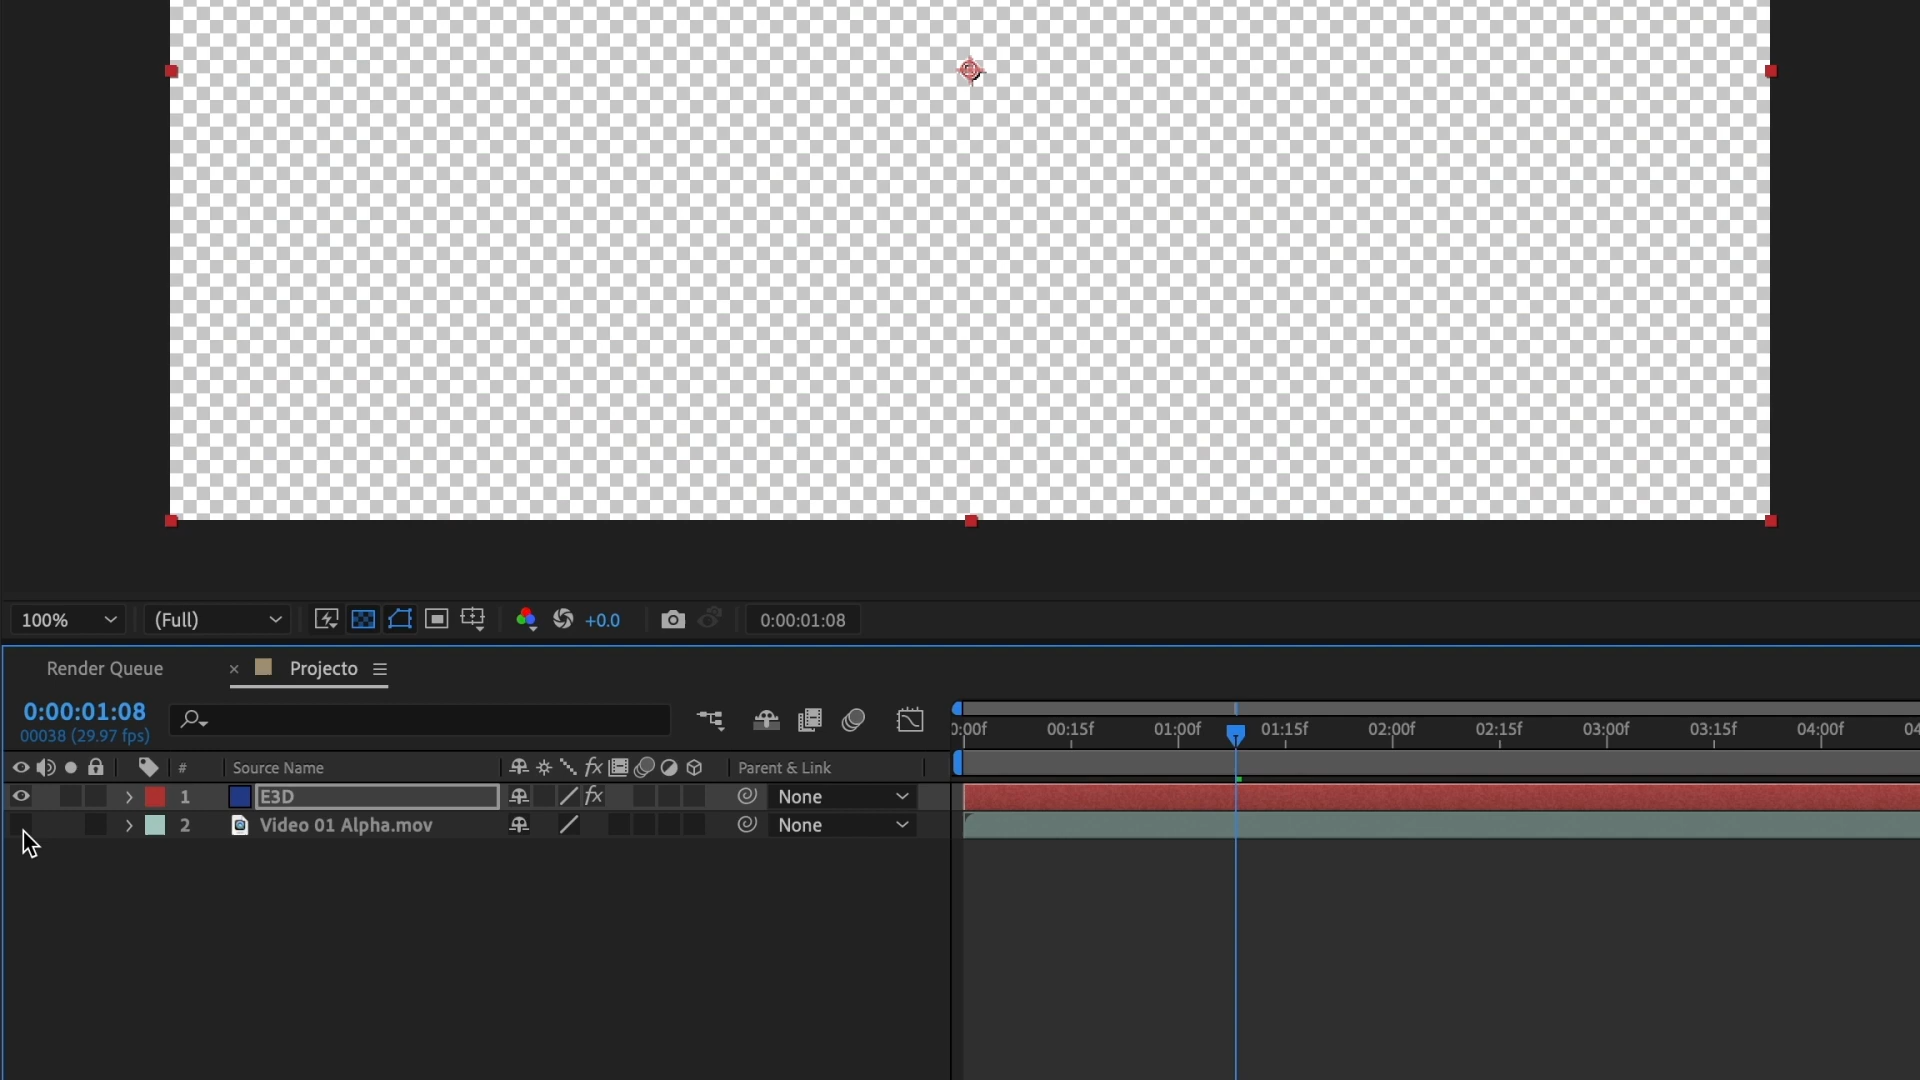 100% (Full) +0.0 0:00:01:08
Render Queue × Projecto
0:00:01:08
00038 (29.97 fps)
0:00f 00:15f 01:00f 01:15f 02:00f 02:15f 03:00f 03:15f 04:00f 04
# Source Name fx Parent & Link
1 E3D fx None
2 Video 01 Alpha.mov None